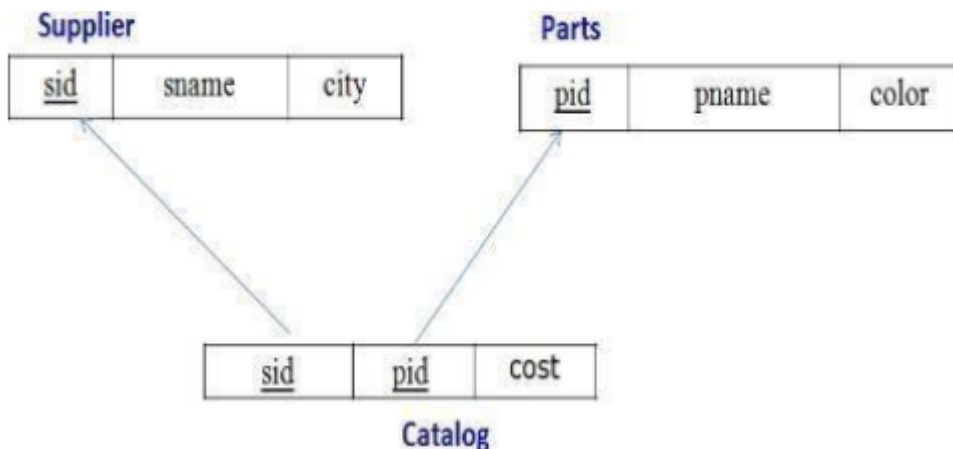 Supplier
Parts
sid sname city
pid pname color
sid pid cost
Catalog